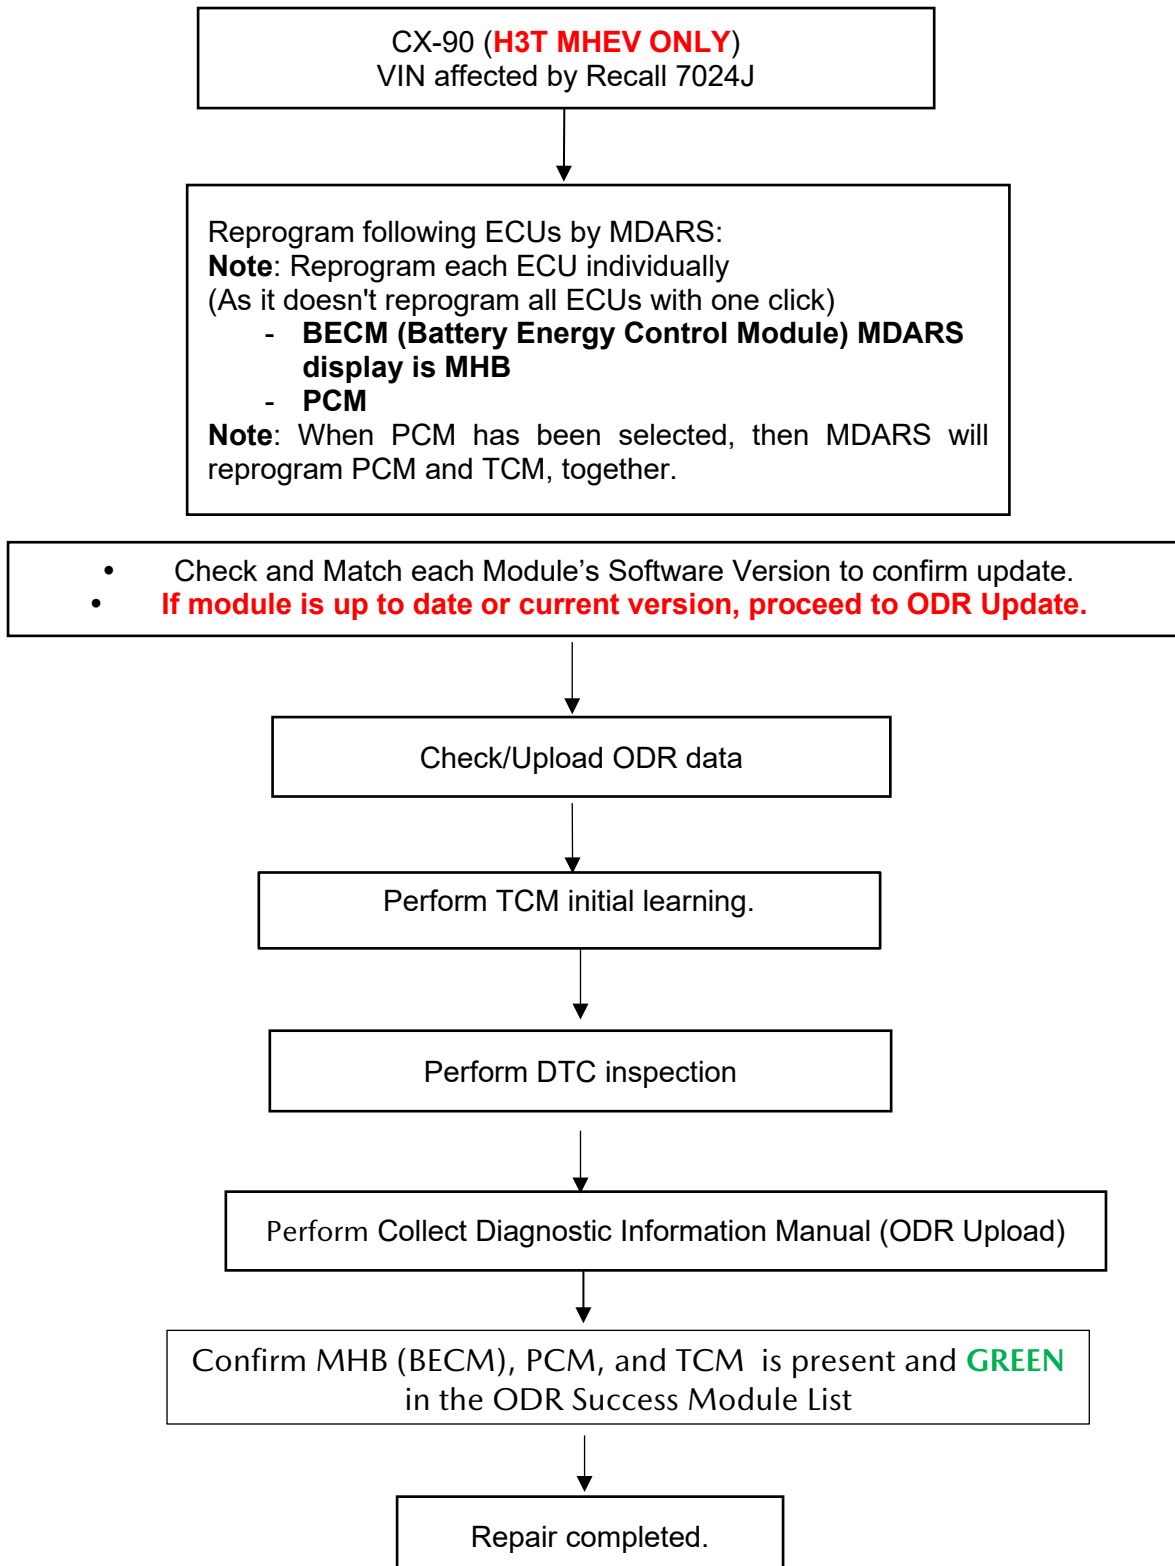 CX-90 (H3T MHEV ONLY)
VIN affected by Recall 7024J
Reprogram following ECUs by MDARS:
Note: Reprogram each ECU individually
(As it doesn't reprogram all ECUs with one click)
- BECM (Battery Energy Control Module) MDARS
display is MHB
- PCM
Note: When PCM has been selected, then MDARS will
reprogram PCM and TCM, together.
• Check and Match each Module’s Software Version to confirm update.
• If module is up to date or current version, proceed to ODR Update.
Check/Upload ODR data
Perform TCM initial learning.
Perform DTC inspection
Perform Collect Diagnostic Information Manual (ODR Upload)
Confirm MHB (BECM), PCM, and TCM is present and GREEN
in the ODR Success Module List
Repair completed.